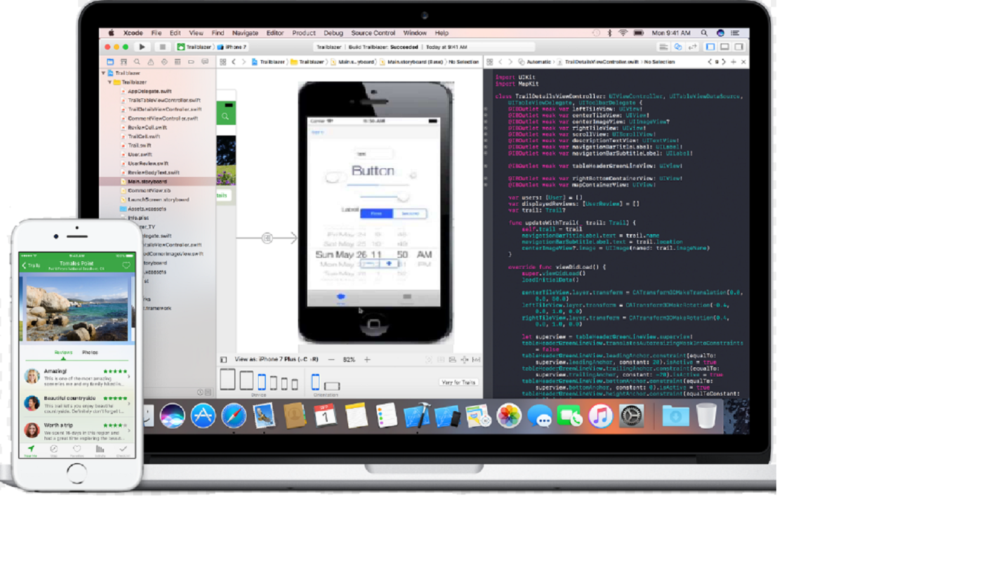 Xcode File Edit View Find Navigate Editor Product Debug Source Control Window Help
Mon 9:41 AM
Trailblazer iPhone 7
Trailblazer | Build Trailblazer: Succeeded | Today at 9:41 AM
Trailblazer Trailblazer Main.s...yboard Main.storyboard (Base) No Selection
Automatic TrailDetailsViewController.swift No Selection
Trailblazer
Trailblazer
AppDelegate.swift
TrailsTableViewController.swift
TrailDetailsViewController.swift
CommentViewController.swift
ReviewCell.swift
TrailCell.swift
Trail.swift
User.swift
UserReview.swift
ReviewBodyText.swift
Main.storyboard
CommentView.xib
LaunchScreen.storyboard
Assets.xcassets
Info.plist
zer_TV
legate.swift
tailsViewController.swift
edCornerImageView.swift
toryboard
.xcassets
st
rks
t.framework
tails
Button
Label
First Second
Sun May 26 11 50 AM
View as: iPhone 7 Plus (wC hR)
82%
Device
Orientation
Vary for Traits
import UIKit
import MapKit
class TrailDetailsViewController: UIViewController, UITableViewDataSource,
UITableViewDelegate, UIToolbarDelegate {
@IBOutlet weak var leftTileView: UIView!
@IBOutlet weak var centerTileView: UIView!
@IBOutlet weak var centerImageView: UIImageView?
@IBOutlet weak var rightTileView: UIView!
@IBOutlet weak var scrollView: UIScrollView!
@IBOutlet weak var descriptionTextView: UITextView!
@IBOutlet weak var navigationBarTitleLabel: UILabel!
@IBOutlet weak var navigationBarSubtitleLabel: UILabel!
@IBOutlet weak var tableHeaderGreenLineView: UIView!
@IBOutlet weak var rightBottomContainerView: UIView!
@IBOutlet weak var mapContainerView: UIView!
var users: [User] = []
var displayedReviews: [UserReview] = []
var trail: Trail?
func updateWithTrail(_ trail: Trail) {
self.trail = trail
navigationBarTitleLabel.text = trail.name
navigationBarSubtitleLabel.text = trail.location
centerImageView?.image = UIImage(named: trail.imageName)
}
override func viewDidLoad() {
super.viewDidLoad()
loadInitialData()
centerTileView.layer.transform = CATransform3DMakeTranslation(0.0,
0.0, 50.0)
leftTileView.layer.transform = CATransform3DMakeRotation(-0.4,
0.0, 1.0, 0.0)
rightTileView.layer.transform = CATransform3DMakeRotation(0.4,
0.0, 1.0, 0.0)
let superview = tableHeaderGreenLineView.superview!
tableHeaderGreenLineView.translatesAutoresizingMaskIntoConstraints
= false
tableHeaderGreenLineView.leadingAnchor.constraint(equalTo:
superview.leadingAnchor, constant: 20).isActive = true
tableHeaderGreenLineView.trailingAnchor.constraint(equalTo:
superview.trailingAnchor, constant: -20).isActive = true
tableHeaderGreenLineView.bottomAnchor.constraint(equalTo:
superview.bottomAnchor, constant: 0).isActive = true
tableHeaderGreenLineView.heightAnchor.constraint(equalToConstant:
9:41 AM 100%
Trails
Tomales Point
Reviews Photos
Amazing!
This is one of the most amazing
sceneries me and my family hiked in...
Beautiful countryside
This trail lets you enjoy beautiful
countryside. Definitely don't forget t...
Worth a trip
We spent 16 days in this region and
had a great time exploring the beaut...
SEP
1